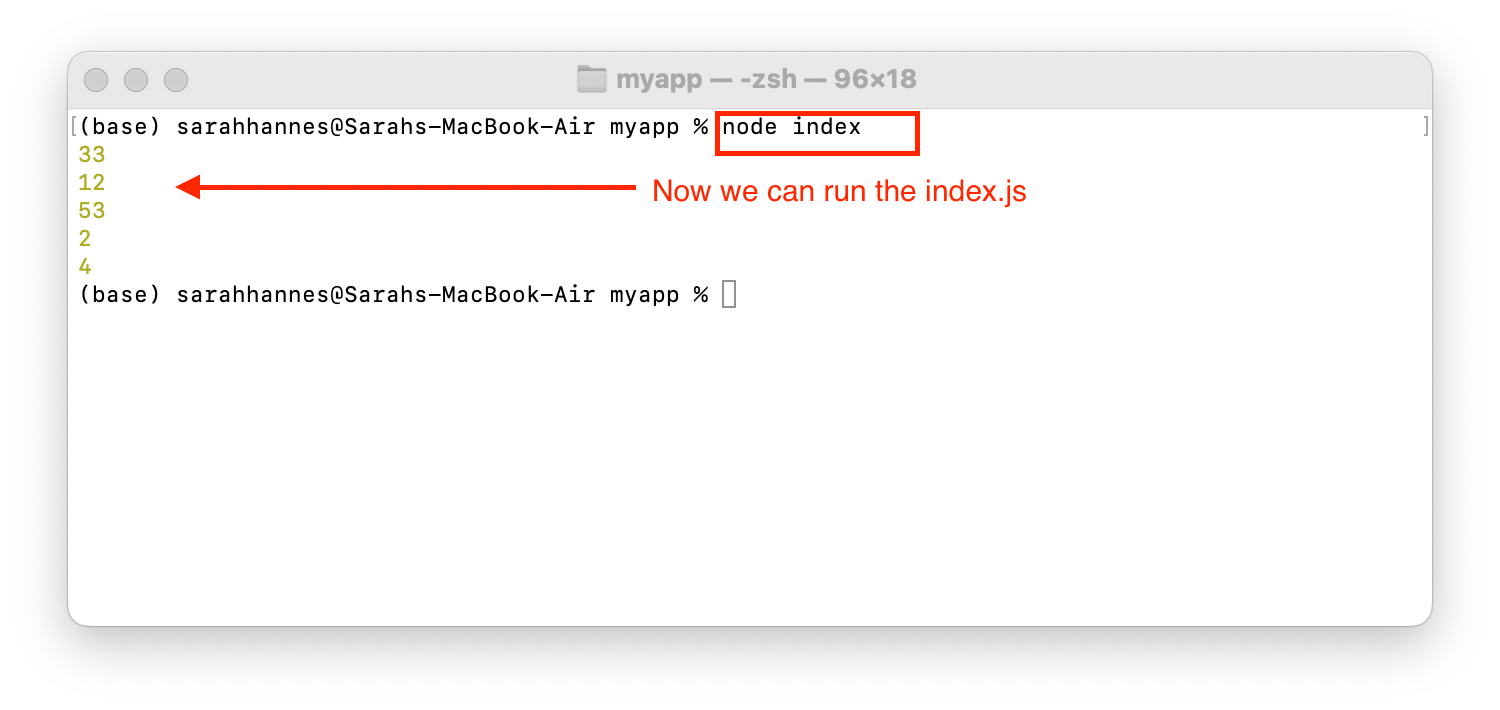 myapp — -zsh — 96×18
[(base) sarahhannes@Sarahs-MacBook-Air myapp % node index ]
33
12
Now we can run the index.js
53
2
4
(base) sarahhannes@Sarahs-MacBook-Air myapp %